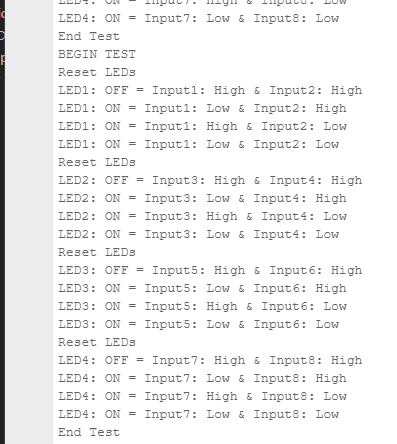 LED4: ON = Input7: High & Input8: Low
LED4: ON = Input7: Low & Input8: Low
End Test
BEGIN TEST
Reset LEDs
LED1: OFF = Input1: High & Input2: High
LED1: ON = Input1: Low & Input2: High
LED1: ON = Input1: High & Input2: Low
LED1: ON = Input1: Low & Input2: Low
Reset LEDs
LED2: OFF = Input3: High & Input4: High
LED2: ON = Input3: Low & Input4: High
LED2: ON = Input3: High & Input4: Low
LED2: ON = Input3: Low & Input4: Low
Reset LEDs
LED3: OFF = Input5: High & Input6: High
LED3: ON = Input5: Low & Input6: High
LED3: ON = Input5: High & Input6: Low
LED3: ON = Input5: Low & Input6: Low
Reset LEDs
LED4: OFF = Input7: High & Input8: High
LED4: ON = Input7: Low & Input8: High
LED4: ON = Input7: High & Input8: Low
LED4: ON = Input7: Low & Input8: Low
End Test